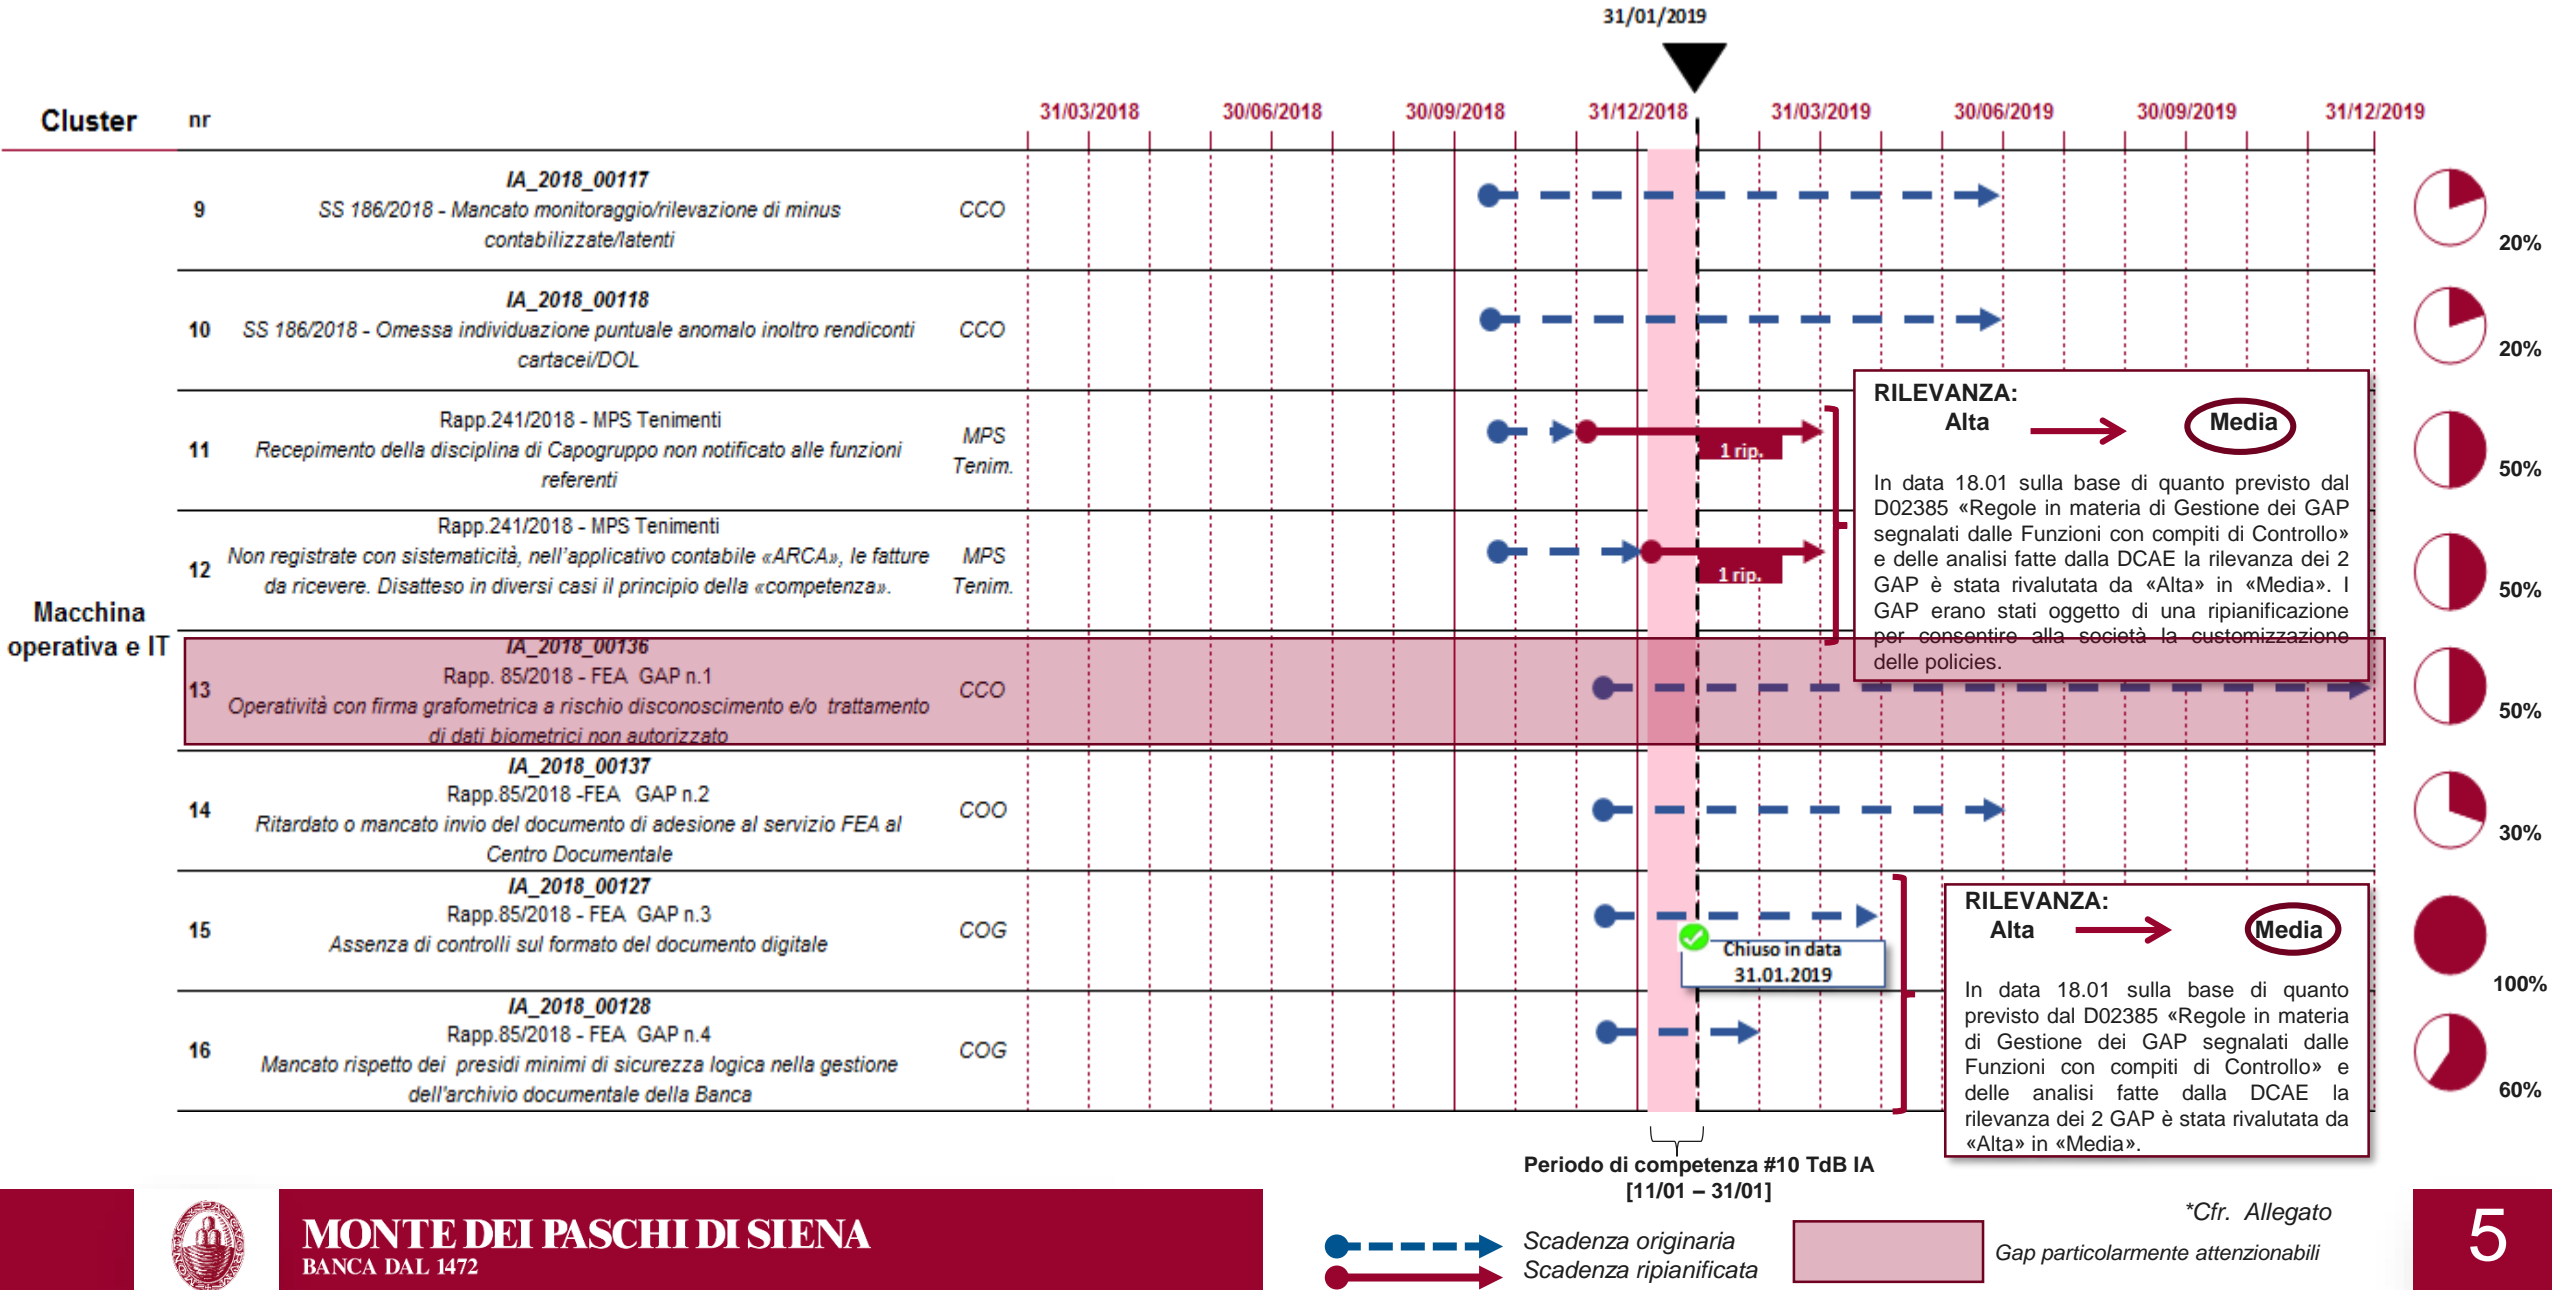 31/01/2019
Cluster
nr
31/03/2018
30/06/2018
30/09/2018
31/12/2018
31/03/2019
30/06/2019
30/09/2019
31/12/2019
Macchina
operativa e IT
9
IA_2018_00117
SS 186/2018 - Mancato monitoraggio/rilevazione di minus
contabilizzate/latenti
CCO
20%
10
IA_2018_00118
SS 186/2018 - Omessa individuazione puntuale anomalo inoltro rendiconti
cartacei/DOL
CCO
20%
11
Rapp.241/2018 - MPS Tenimenti
Recepimento della disciplina di Capogruppo non notificato alle funzioni
referenti
MPS
Tenim.
1 rip.
50%
12
Rapp.241/2018 - MPS Tenimenti
Non registrate con sistematicità, nell'applicativo contabile «ARCA», le fatture
da ricevere. Disatteso in diversi casi il principio della «competenza».
MPS
Tenim.
1 rip.
50%
RILEVANZA:
Alta
Media
In data 18.01 sulla base di quanto previsto dal
D02385 «Regole in materia di Gestione dei GAP
segnalati dalle Funzioni con compiti di Controllo»
e delle analisi fatte dalla DCAE la rilevanza dei 2
GAP è stata rivalutata da «Alta» in «Media». I
GAP erano stati oggetto di una ripianificazione
per consentire alla società la customizzazione
delle policies.
13
IA_2018_00136
Rapp. 85/2018 - FEA GAP n.1
Operatività con firma grafometrica a rischio disconoscimento e/o trattamento
di dati biometrici non autorizzato
CCO
50%
14
IA_2018_00137
Rapp.85/2018 -FEA GAP n.2
Ritardato o mancato invio del documento di adesione al servizio FEA al
Centro Documentale
COO
30%
15
IA_2018_00127
Rapp.85/2018 - FEA GAP n.3
Assenza di controlli sul formato del documento digitale
COG
Chiuso in data
31.01.2019
100%
16
IA_2018_00128
Rapp.85/2018 - FEA GAP n.4
Mancato rispetto dei presidi minimi di sicurezza logica nella gestione
dell'archivio documentale della Banca
COG
60%
RILEVANZA:
Alta
Media
In data 18.01 sulla base di quanto
previsto dal D02385 «Regole in materia
di Gestione dei GAP segnalati dalle
Funzioni con compiti di Controllo» e
delle analisi fatte dalla DCAE la
rilevanza dei 2 GAP è stata rivalutata da
«Alta» in «Media».
Periodo di competenza #10 TdB IA
[11/01 – 31/01]
MONTE DEI PASCHI DI SIENA
BANCA DAL 1472
Scadenza originaria
Scadenza ripianificata
*Cfr. Allegato
Gap particolarmente attenzionabili
5